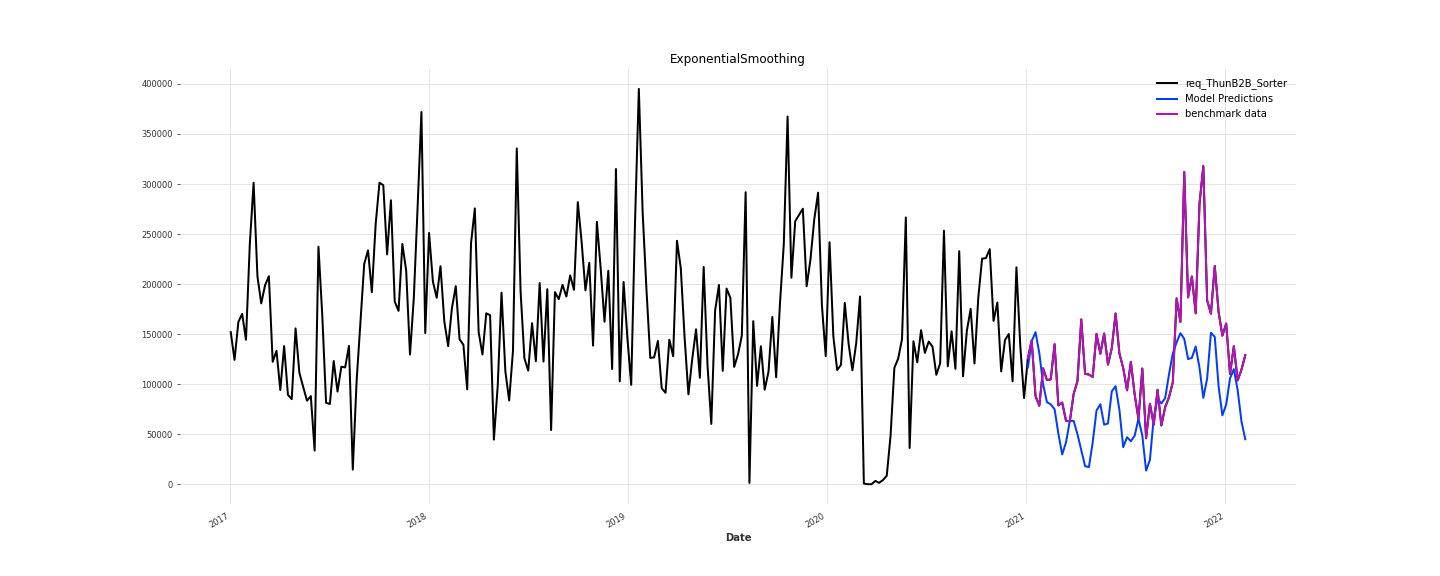 ExponentialSmoothing
req_ThunB2B_Sorter
Model Predictions
benchmark data
400000
350000
300000
250000
200000
150000
100000
50000
0
2017 2018 2019 2020 2021 2022
Date